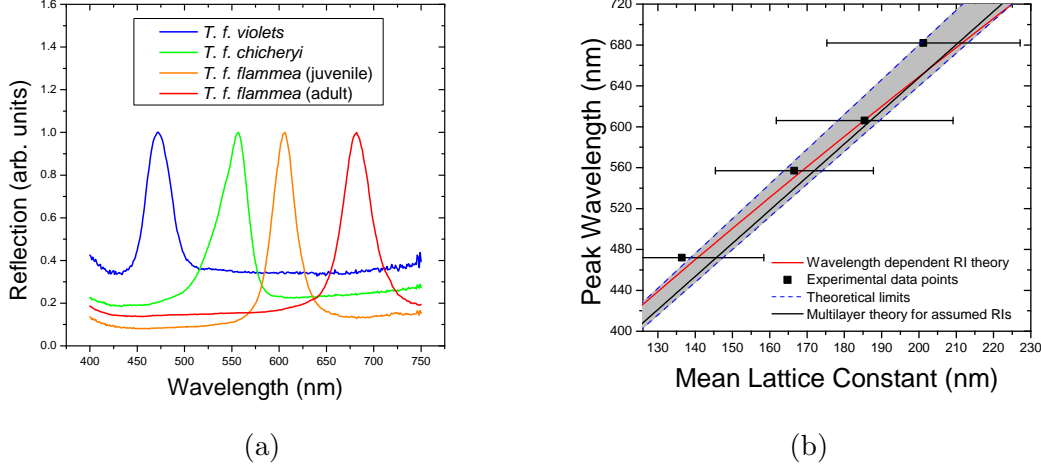 1.6
1.4
1.2
1.0
0.8
0.6
0.4
0.2
0.0
Reflection (arb. units)
T. f. violets
T. f. chicheryi
T. f. flammea (juvenile)
T. f. flammea (adult)
400 450 500 550 600 650 700 750
Wavelength (nm)
(a)
720
680
640
600
560
520
480
440
400
Peak Wavelength (nm)
Wavelength dependent RI theory
Experimental data points
Theoretical limits
Multilayer theory for assumed RIs
130 140 150 160 170 180 190 200 210 220 230
Mean Lattice Constant (nm)
(b)